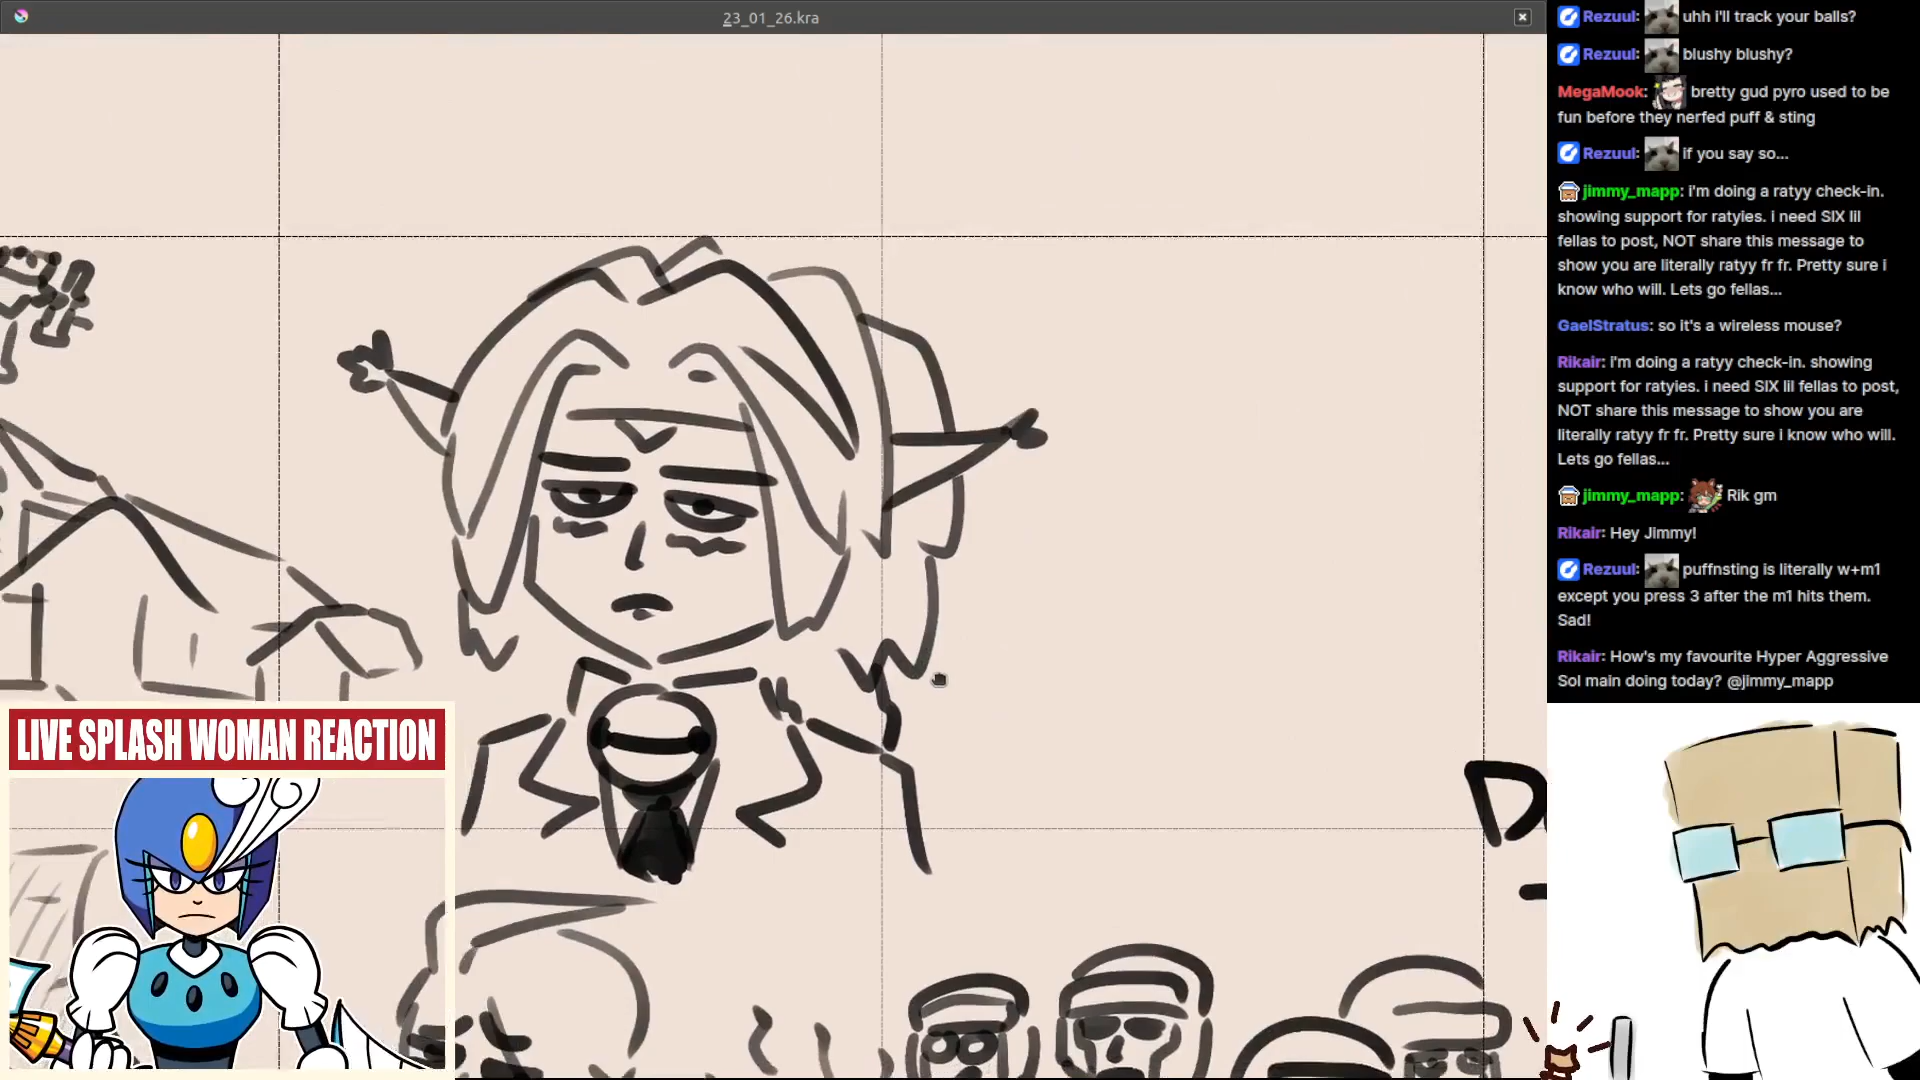 23_01_26.kra
Rezuul: uhh i'll track your balls?
Rezuul: blushy blushy?
MegaMook: bretty gud pyro used to be
fun before they nerfed puff & sting
Rezuul: if you say so...
jimmy_mapp: i'm doing a ratyy check-in.
showing support for ratyies. i need SIX lil
fellas to post, NOT share this message to
show you are literally ratyy fr fr. Pretty sure i
know who will. Lets go fellas...
GaelStratus: so it's a wireless mouse?
Rikair: i'm doing a ratyy check-in. showing
support for ratyies. i need SIX lil fellas to post,
NOT share this message to show you are
literally ratyy fr fr. Pretty sure i know who will.
Lets go fellas...
jimmy_mapp: Rik gm
Rikair: Hey Jimmy!
Rezuul: puffnsting is literally w+m1
except you press 3 after the m1 hits them.
Sad!
Rikair: How's my favourite Hyper Aggressive
Sol main doing today? @jimmy_mapp
LIVE SPLASH WOMAN REACTION
D